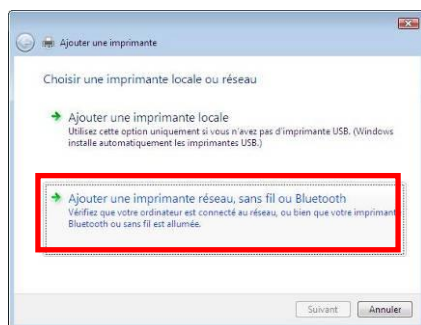 Ajouter une imprimante
Choisir une imprimante locale ou réseau
Ajouter une imprimante locale
Utilisez cette option uniquement si vous n'avez pas d'imprimante USB. (Windows
installe automatiquement les imprimantes USB.)
Ajouter une imprimante réseau, sans fil ou Bluetooth
Vérifiez que votre ordinateur est connecté au réseau, ou bien que votre impriman
Bluetooth ou sans fil est allumée.
Suivant Annuler